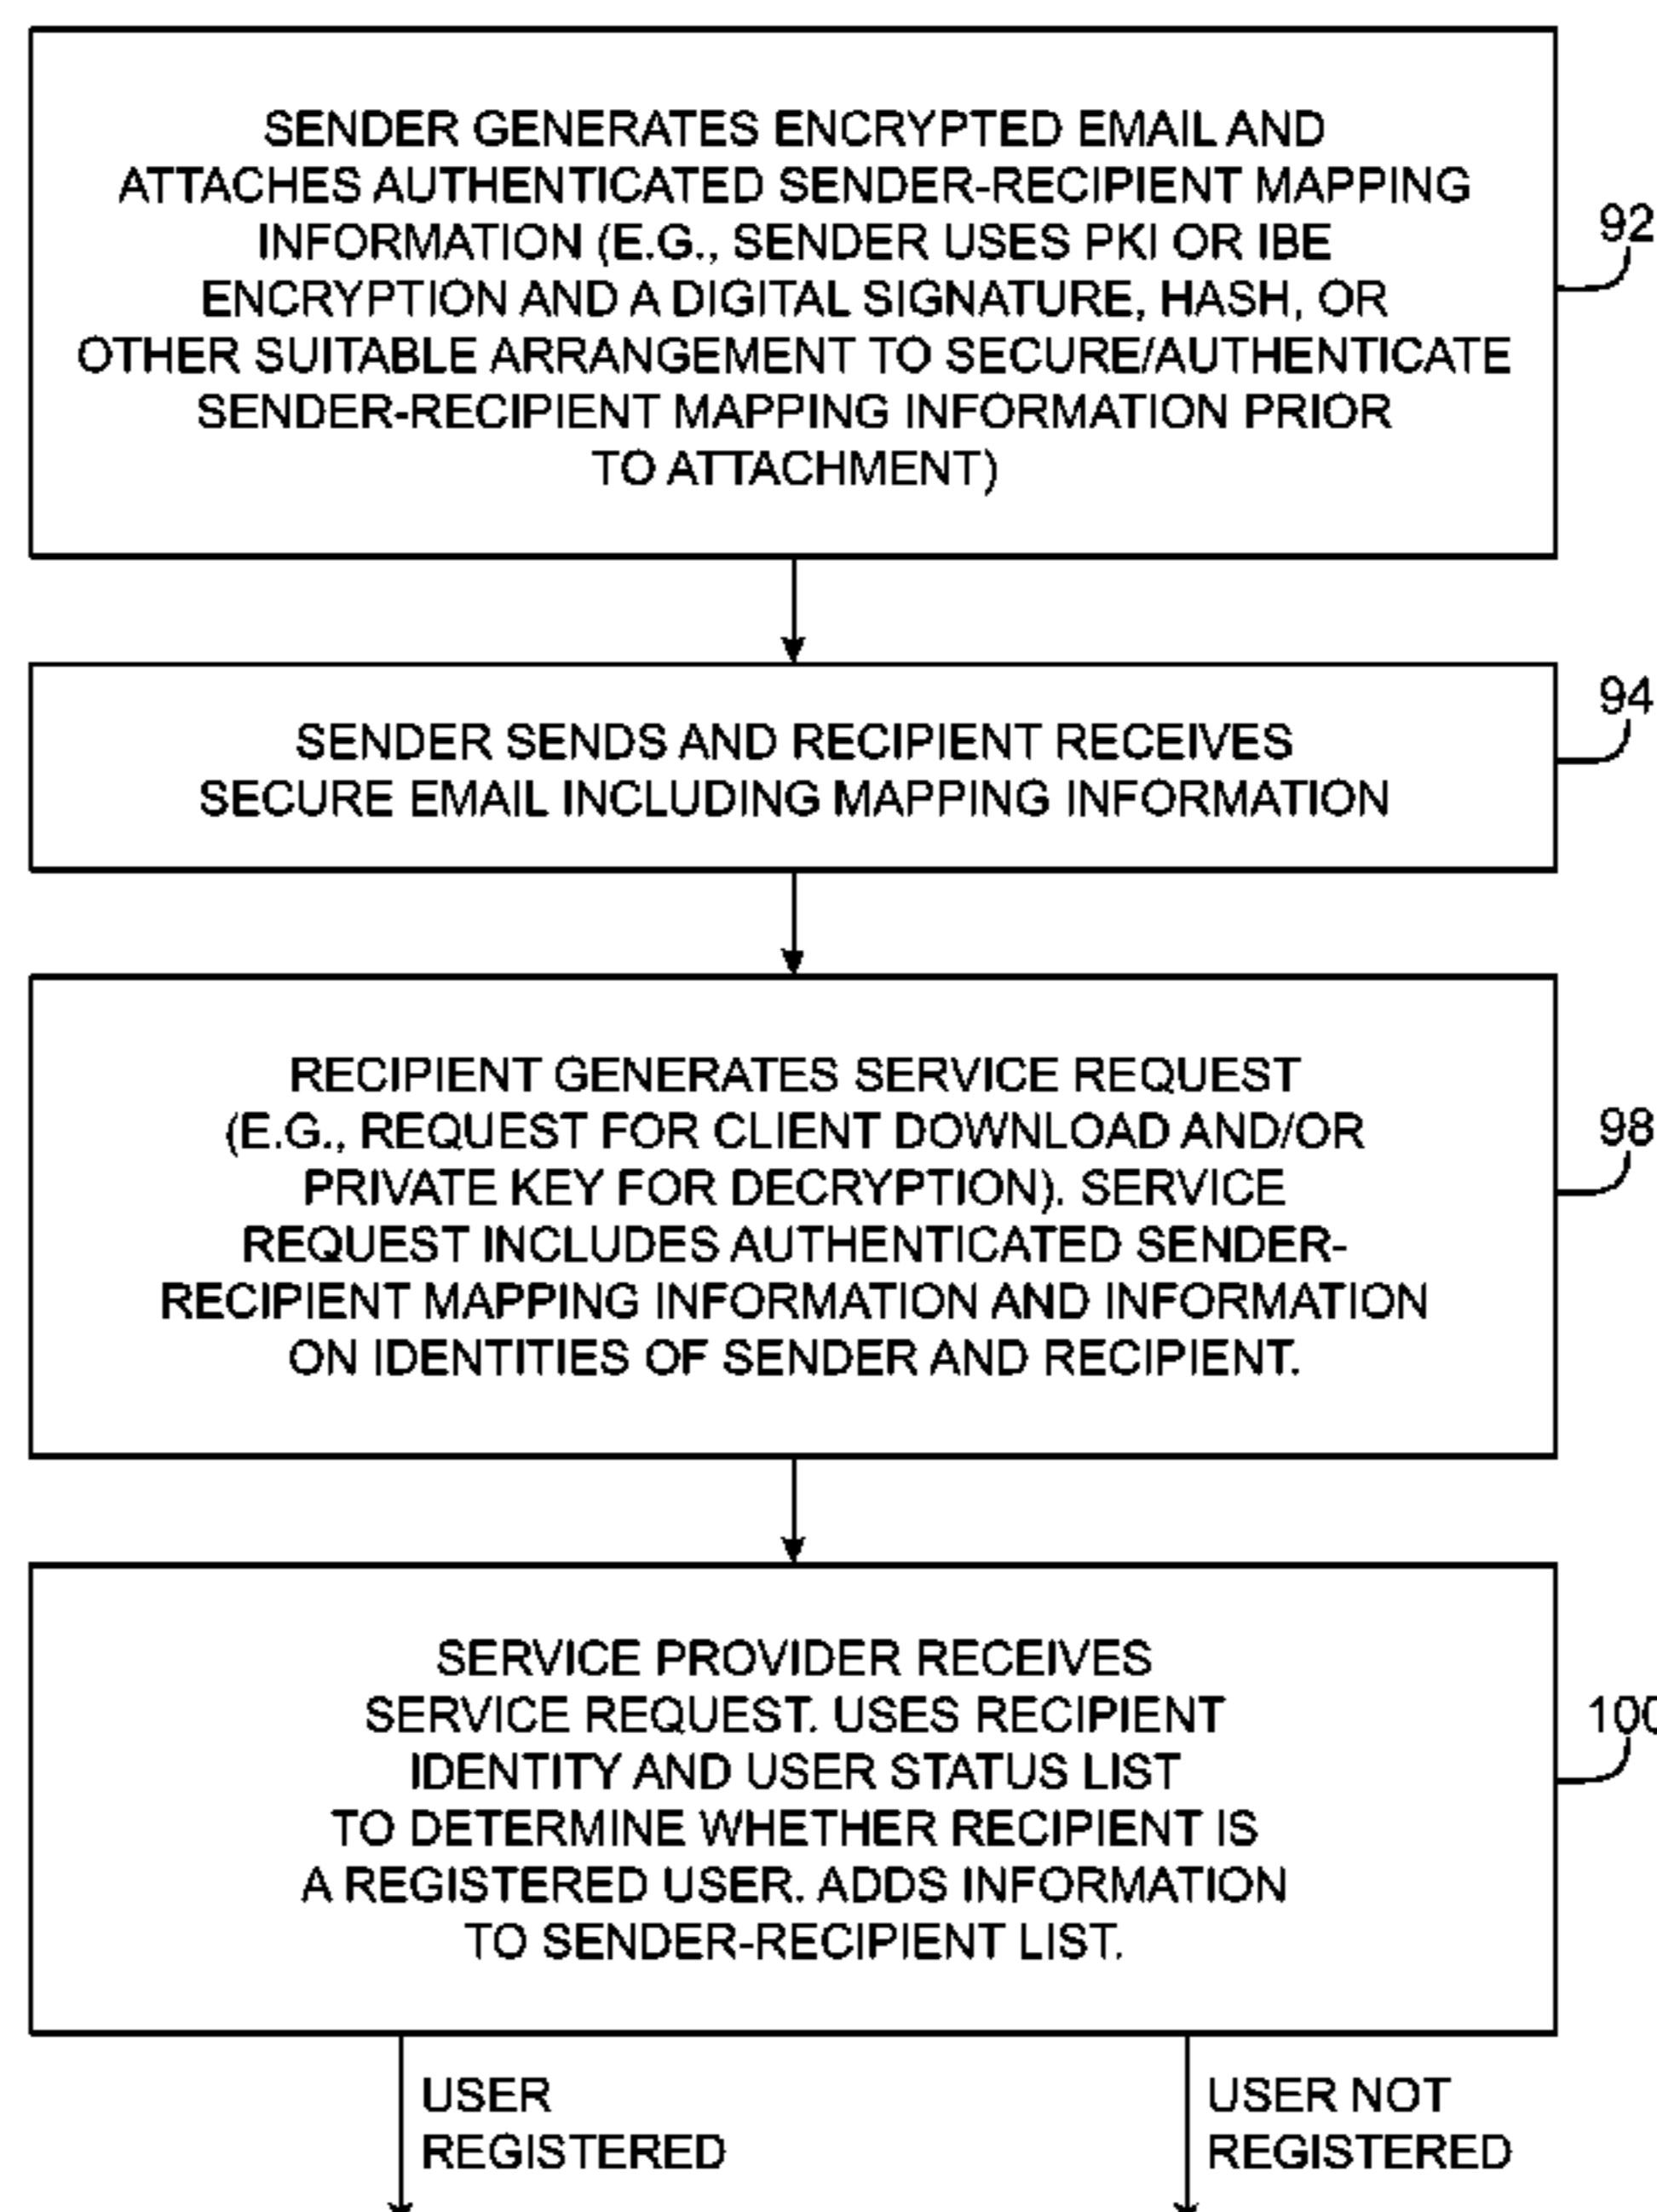 SENDER GENERATES ENCRYPTED EMAIL AND
ATTACHES AUTHENTICATED SENDER-RECIPIENT MAPPING
INFORMATION (E.G., SENDER USES PKI OR IBE
ENCRYPTION AND A DIGITAL SIGNATURE, HASH, OR
OTHER SUITABLE ARRANGEMENT TO SECURE/AUTHENTICATE
SENDER-RECIPIENT MAPPING INFORMATION PRIOR
TO ATTACHMENT)
92
SENDER SENDS AND RECIPIENT RECEIVES
SECURE EMAIL INCLUDING MAPPING INFORMATION
94
RECIPIENT GENERATES SERVICE REQUEST
(E.G., REQUEST FOR CLIENT DOWNLOAD AND/OR
PRIVATE KEY FOR DECRYPTION). SERVICE
REQUEST INCLUDES AUTHENTICATED SENDER-
RECIPIENT MAPPING INFORMATION AND INFORMATION
ON IDENTITIES OF SENDER AND RECIPIENT.
98
SERVICE PROVIDER RECEIVES
SERVICE REQUEST. USES RECIPIENT
IDENTITY AND USER STATUS LIST
TO DETERMINE WHETHER RECIPIENT IS
A REGISTERED USER. ADDS INFORMATION
TO SENDER-RECIPIENT LIST.
100
USER
REGISTERED
USER NOT
REGISTERED